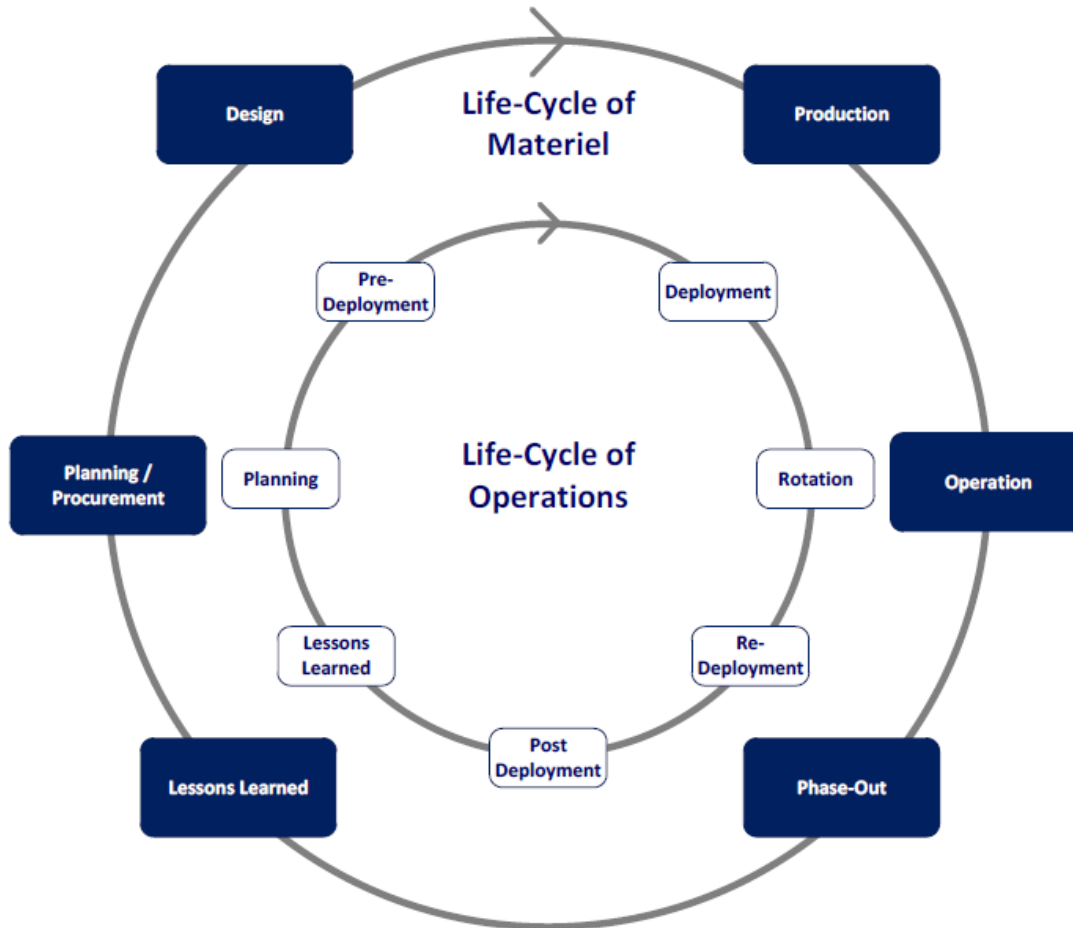 Design
Life-Cycle of
Materiel
Production
Pre-
Deployment
Deployment
Planning /
Procurement
Planning
Life-Cycle of
Operations
Rotation
Operation
Lessons
Learned
Re-
Deployment
Post
Deployment
Lessons Learned
Phase-Out